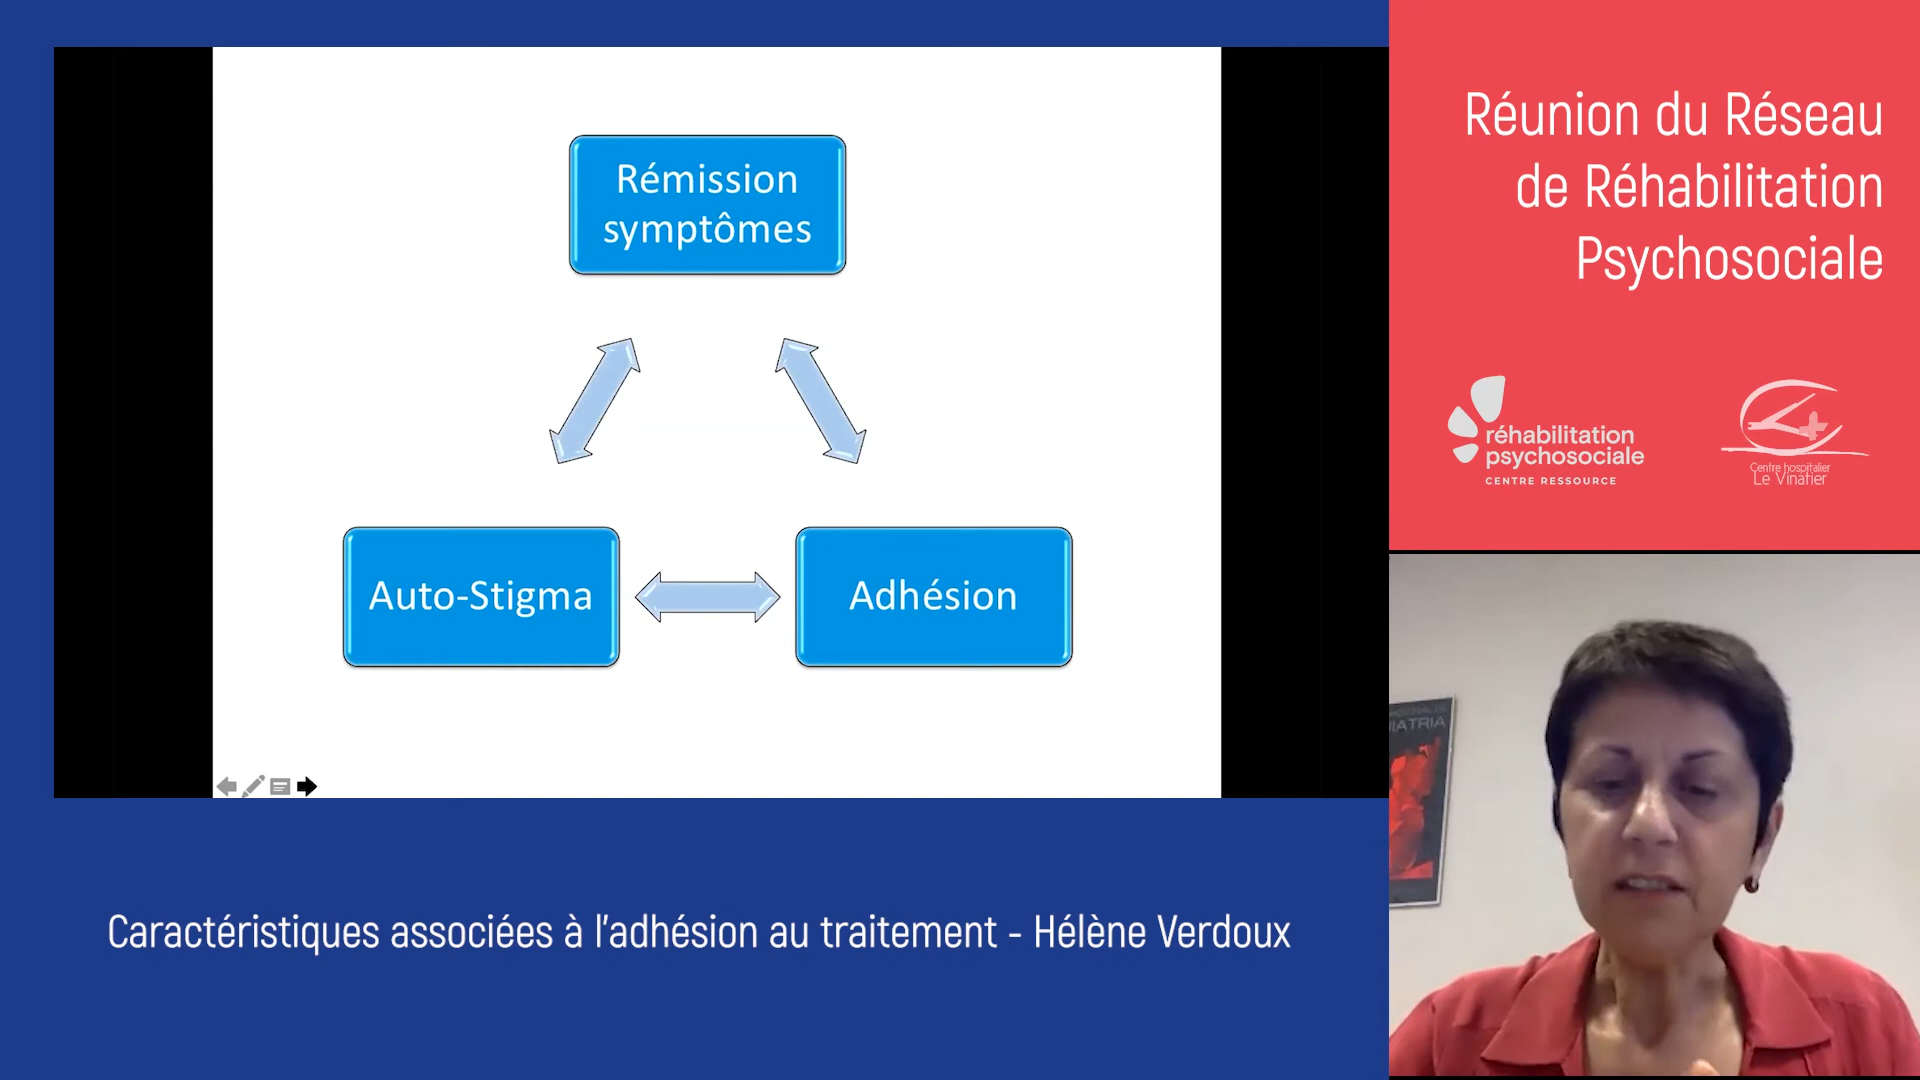 Rémission
symptômes
Auto-Stigma
Adhésion
Caractéristiques associées à l'adhésion au traitement - Hélène Verdoux
Réunion du Réseau
de Réhabilitation
Psychosociale
réhabilitation
psychosociale
CENTRE RESSOURCE
Centre hospitalier
Le Vinatier
IATRIA